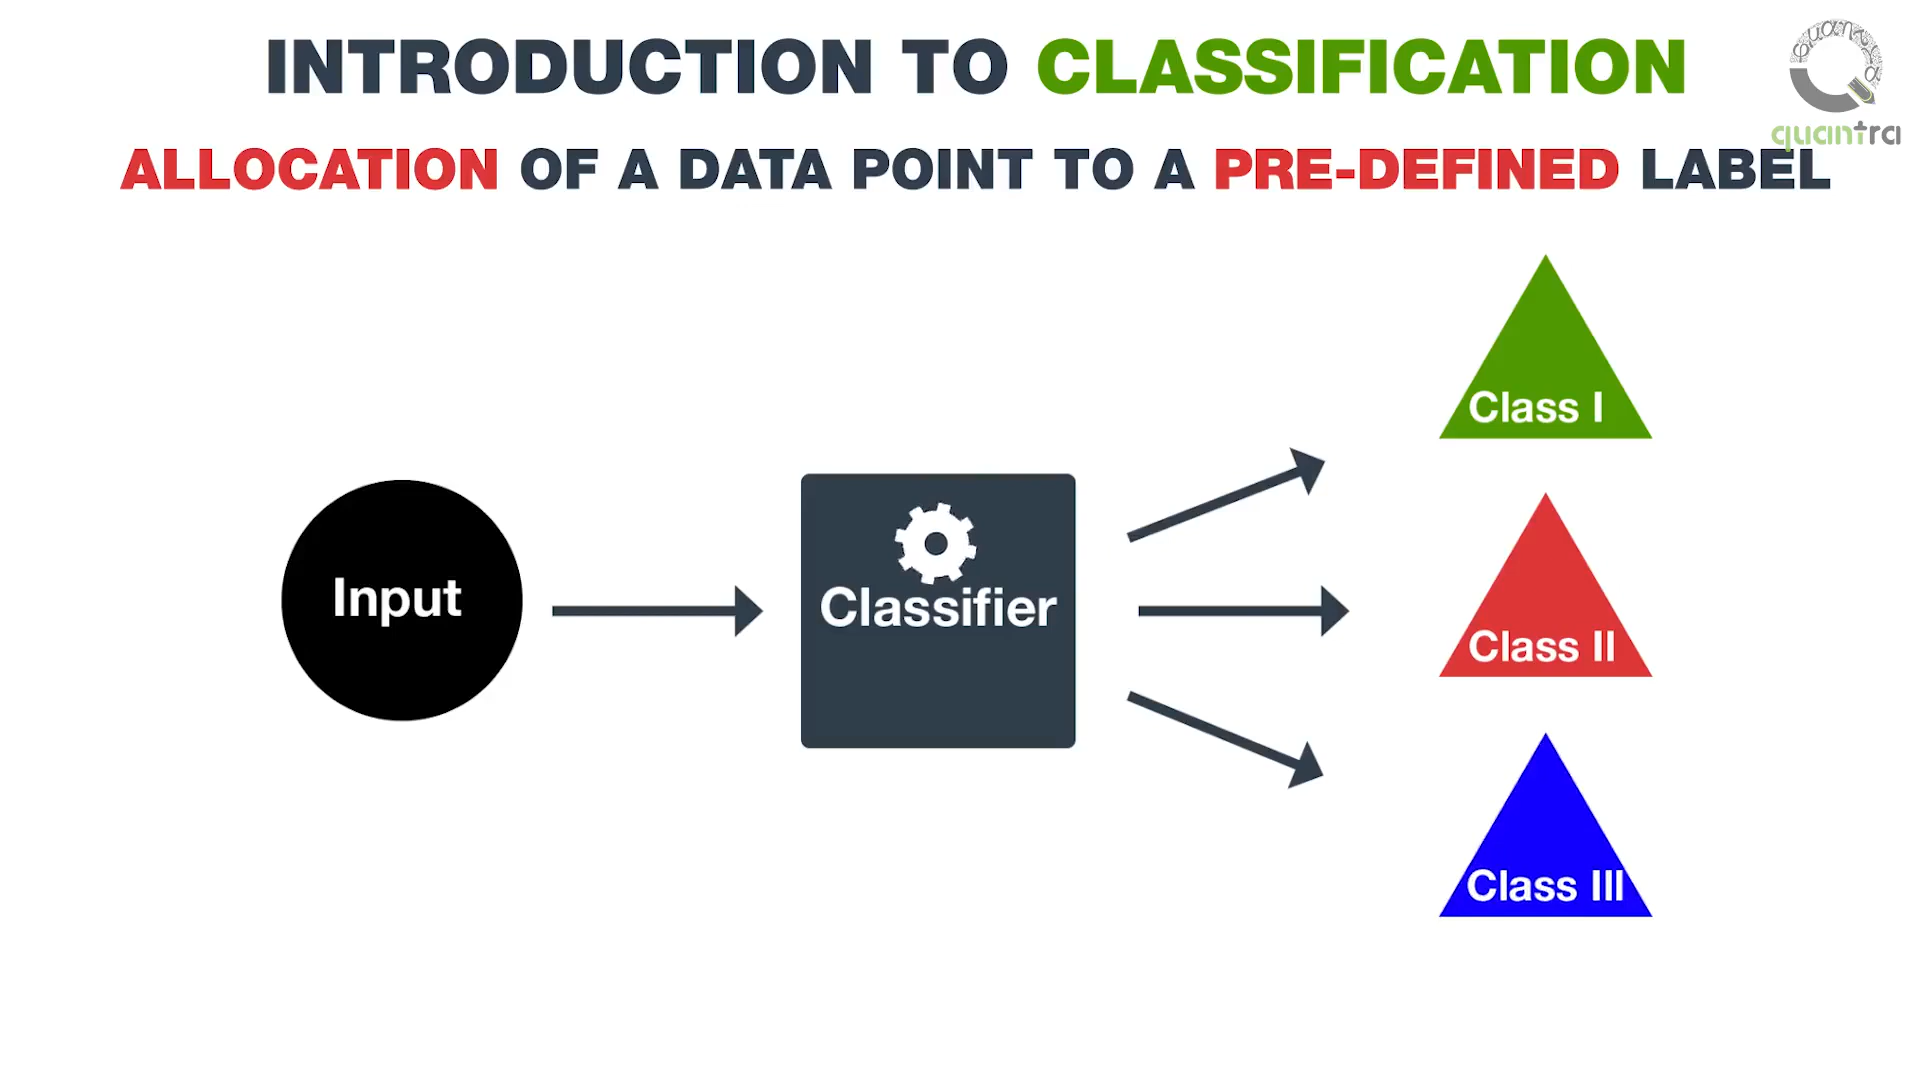 INTRODUCTION TO CLASSIFICATION
quantra
ALLOCATION OF A DATA POINT TO A PRE-DEFINED LABEL
Class I
Input
Classifier
Class II
Class III